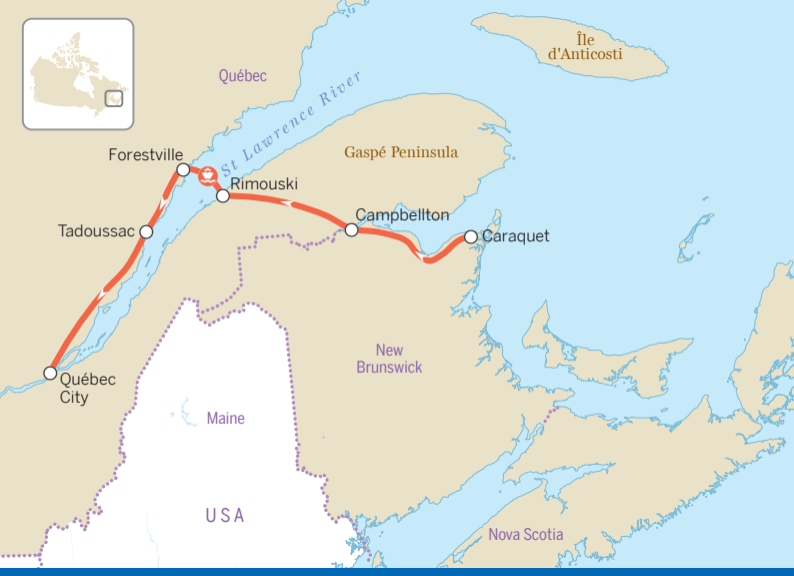 Île
d'Anticosti
Québec
St Lawrence River
Forestville
Gaspé Peninsula
Rimouski
Campbellton
Tadoussac
Caraquet
New
Brunswick
Québec
City
Maine
USA
Nova Scotia